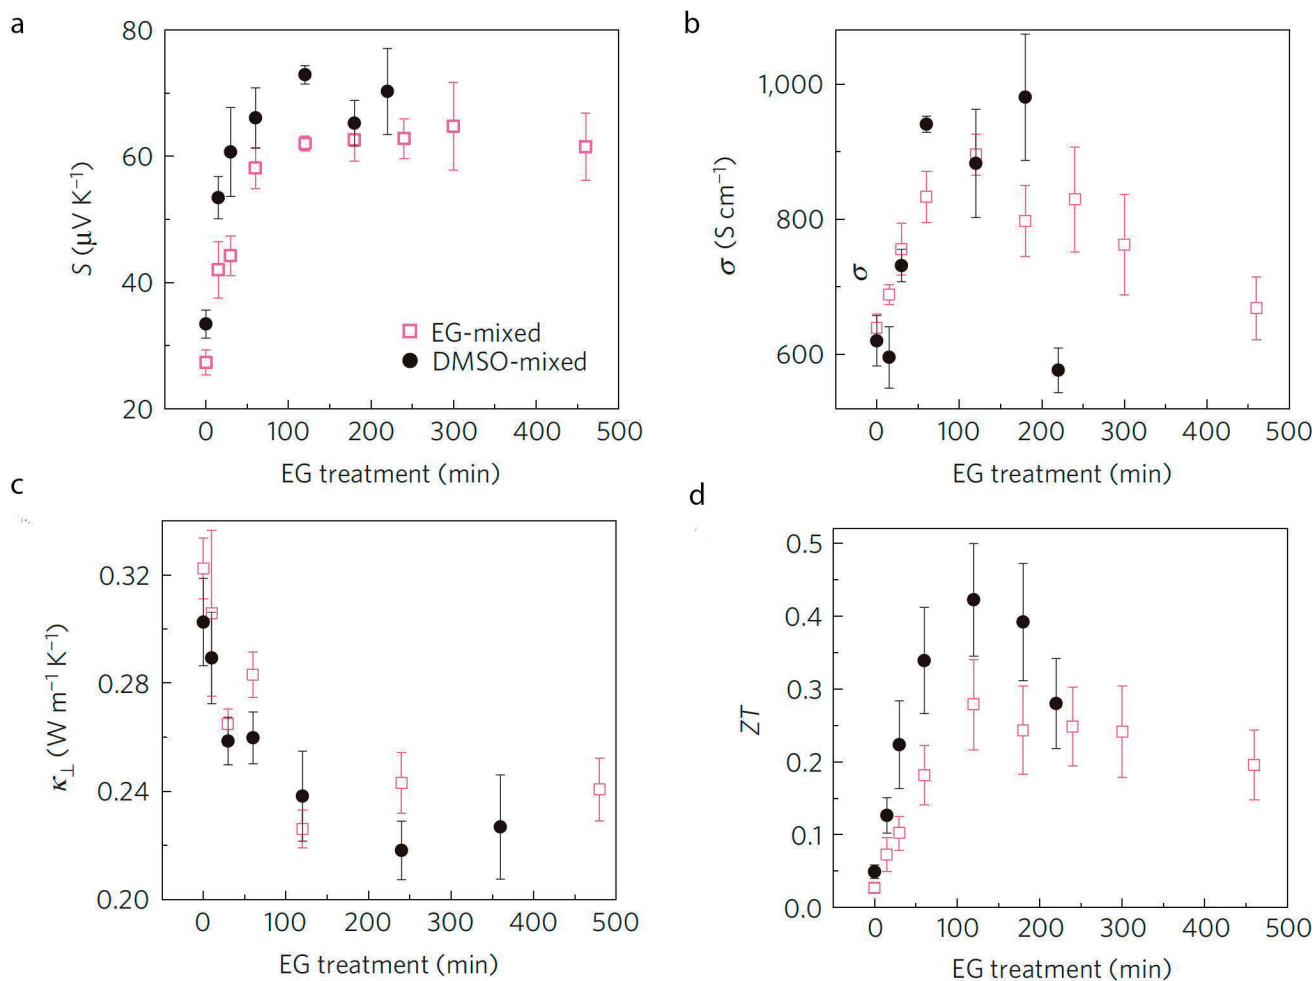 a
80
60
40
20
S (μV K⁻¹)
EG-mixed
DMSO-mixed
0 100 200 300 400 500
EG treatment (min)
b
1,000
800
600
σ (S cm⁻¹)
σ
0 100 200 300 400 500
EG treatment (min)
c
0.32
0.28
0.24
0.20
κ⊥ (W m⁻¹ K⁻¹)
0 100 200 300 400 500
EG treatment (min)
d
0.5
0.4
0.3
0.2
0.1
0.0
ZT
0 100 200 300 400 500
EG treatment (min)